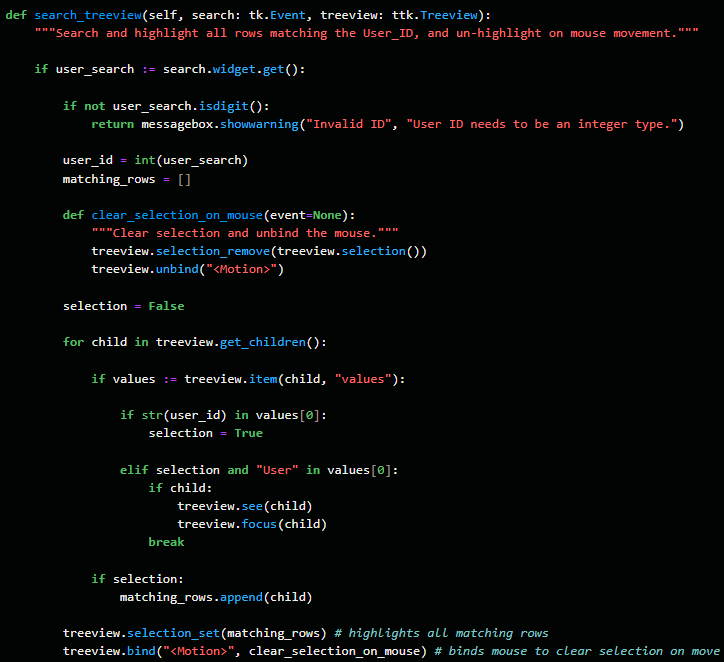 def search_treeview(self, search: tk.Event, treeview: ttk.Treeview):
    """Search and highlight all rows matching the User_ID, and un-highlight on mouse movement."""
    if user_search := search.widget.get():
        if not user_search.isdigit():
            return messagebox.showwarning("Invalid ID", "User ID needs to be an integer type.")
        user_id = int(user_search)
        matching_rows = []
        def clear_selection_on_mouse(event=None):
            """Clear selection and unbind the mouse."""
            treeview.selection_remove(treeview.selection())
            treeview.unbind("<Motion>")
        selection = False
        for child in treeview.get_children():
            if values := treeview.item(child, "values"):
                if str(user_id) in values[0]:
                    selection = True
                elif selection and "User" in values[0]:
                    if child:
                        treeview.see(child)
                        treeview.focus(child)
                    break
            if selection:
                matching_rows.append(child)
        treeview.selection_set(matching_rows) # highlights all matching rows
        treeview.bind("<Motion>", clear_selection_on_mouse) # binds mouse to clear selection on move